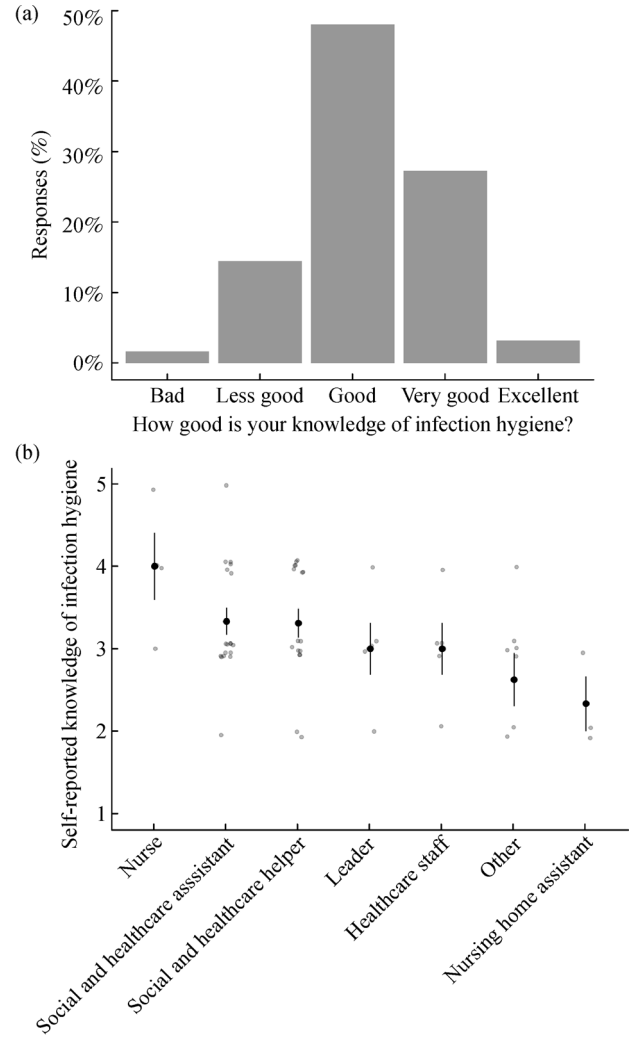 (a)
50%
40%
30%
20%
10%
0%
Responses (%)
Bad Less good Good Very good Excellent
How good is your knowledge of infection hygiene?
(b)
Self-reported knowledge of infection hygiene
5
4
3
2
1
Nurse
Social and healthcare asssistant
Social and healthcare helper
Leader
Healthcare staff
Other
Nursing home assistant